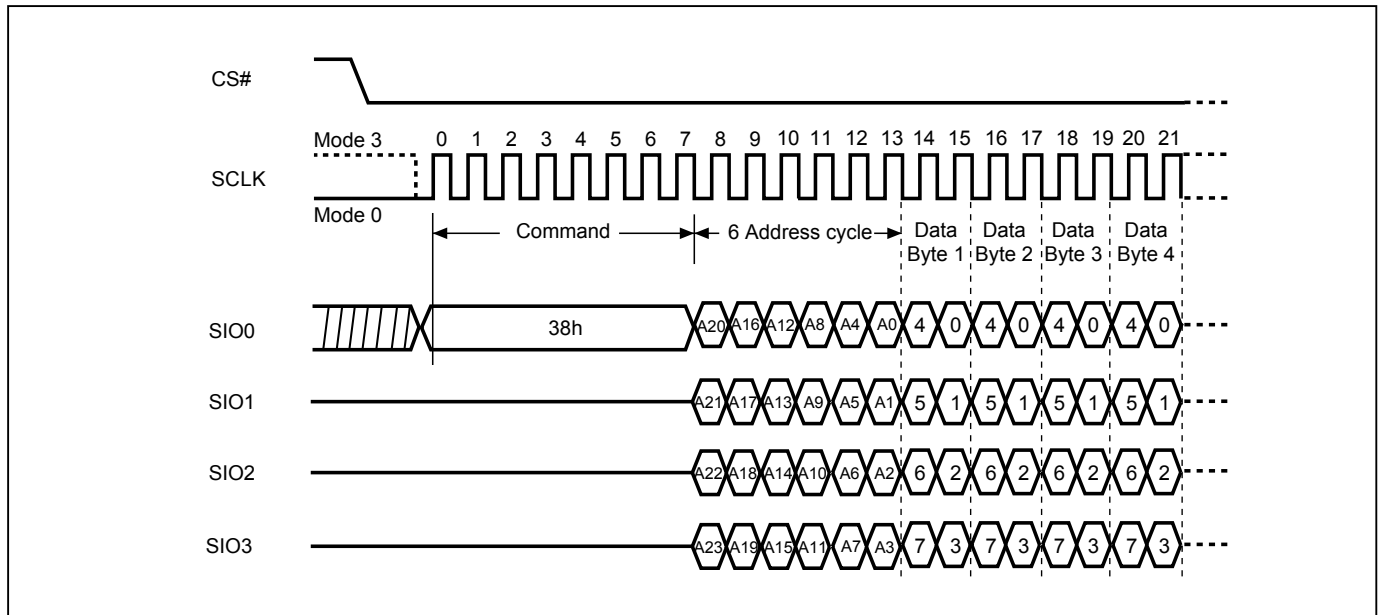 CS#
Mode 3
0 1 2 3 4 5 6 7 8 9 10 11 12 13 14 15 16 17 18 19 20 21
SCLK
Mode 0
Command
6 Address cycle
Data Byte 1
Data Byte 2
Data Byte 3
Data Byte 4
SIO0
38h
A20 A16 A12 A8 A4 A0 4 0 4 0 4 0 4 0
SIO1
A21 A17 A13 A9 A5 A1 5 1 5 1 5 1 5 1
SIO2
A22 A18 A14 A10 A6 A2 6 2 6 2 6 2 6 2
SIO3
A23 A19 A15 A11 A7 A3 7 3 7 3 7 3 7 3